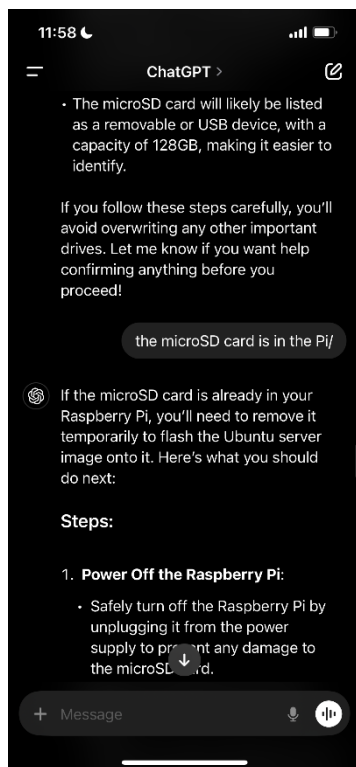 11:58
ChatGPT >
• The microSD card will likely be listed
as a removable or USB device, with a
capacity of 128GB, making it easier to
identify.
If you follow these steps carefully, you'll
avoid overwriting any other important
drives. Let me know if you want help
confirming anything before you
proceed!
the microSD card is in the Pi/
If the microSD card is already in your
Raspberry Pi, you'll need to remove it
temporarily to flash the Ubuntu server
image onto it. Here's what you should
do next:
Steps:
1. Power Off the Raspberry Pi:
• Safely turn off the Raspberry Pi by
unplugging it from the power
supply to any damage to
the
Message